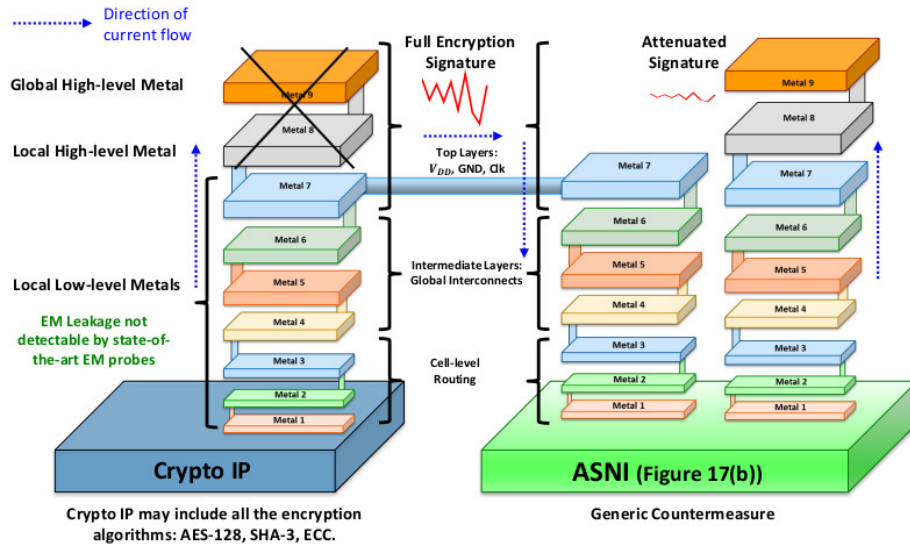 Direction of
current flow
Global High-level Metal
Local High-level Metal
Local Low-level Metals
EM Leakage not
detectable by state-of-
the-art EM probes
Metal 9
Metal 8
Metal 7
Metal 6
Metal 5
Metal 4
Metal 3
Metal 2
Metal 1
Crypto IP
Crypto IP may include all the encryption
algorithms: AES-128, SHA-3, ECC.
Full Encryption
Signature
Top Layers:
V_DD, GND, Clk
Intermediate Layers:
Global Interconnects
Cell-level
Routing
Metal 7
Metal 6
Metal 5
Metal 4
Metal 3
Metal 2
Metal 1
Attenuated
Signature
Metal 9
Metal 8
Metal 7
Metal 6
Metal 5
Metal 4
Metal 3
Metal 2
Metal 1
ASNI (Figure 17(b))
Generic Countermeasure